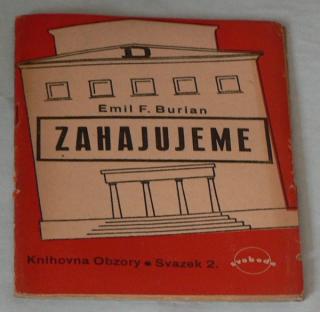 D
Emil F. Burian
ZAHAJUJEME
Knihovna Obzory • Svazek 2.
svoboda